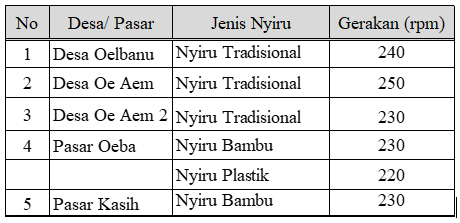 No Desa/ Pasar Jenis Nyiru Gerakan (rpm)
1 Desa Oelbanu Nyiru Tradisional 240
2 Desa Oe Aem Nyiru Tradisional 250
3 Desa Oe Aem 2 Nyiru Tradisional 230
4 Pasar Oeba Nyiru Bambu 230
Nyiru Plastik 220
5 Pasar Kasih Nyiru Bambu 230